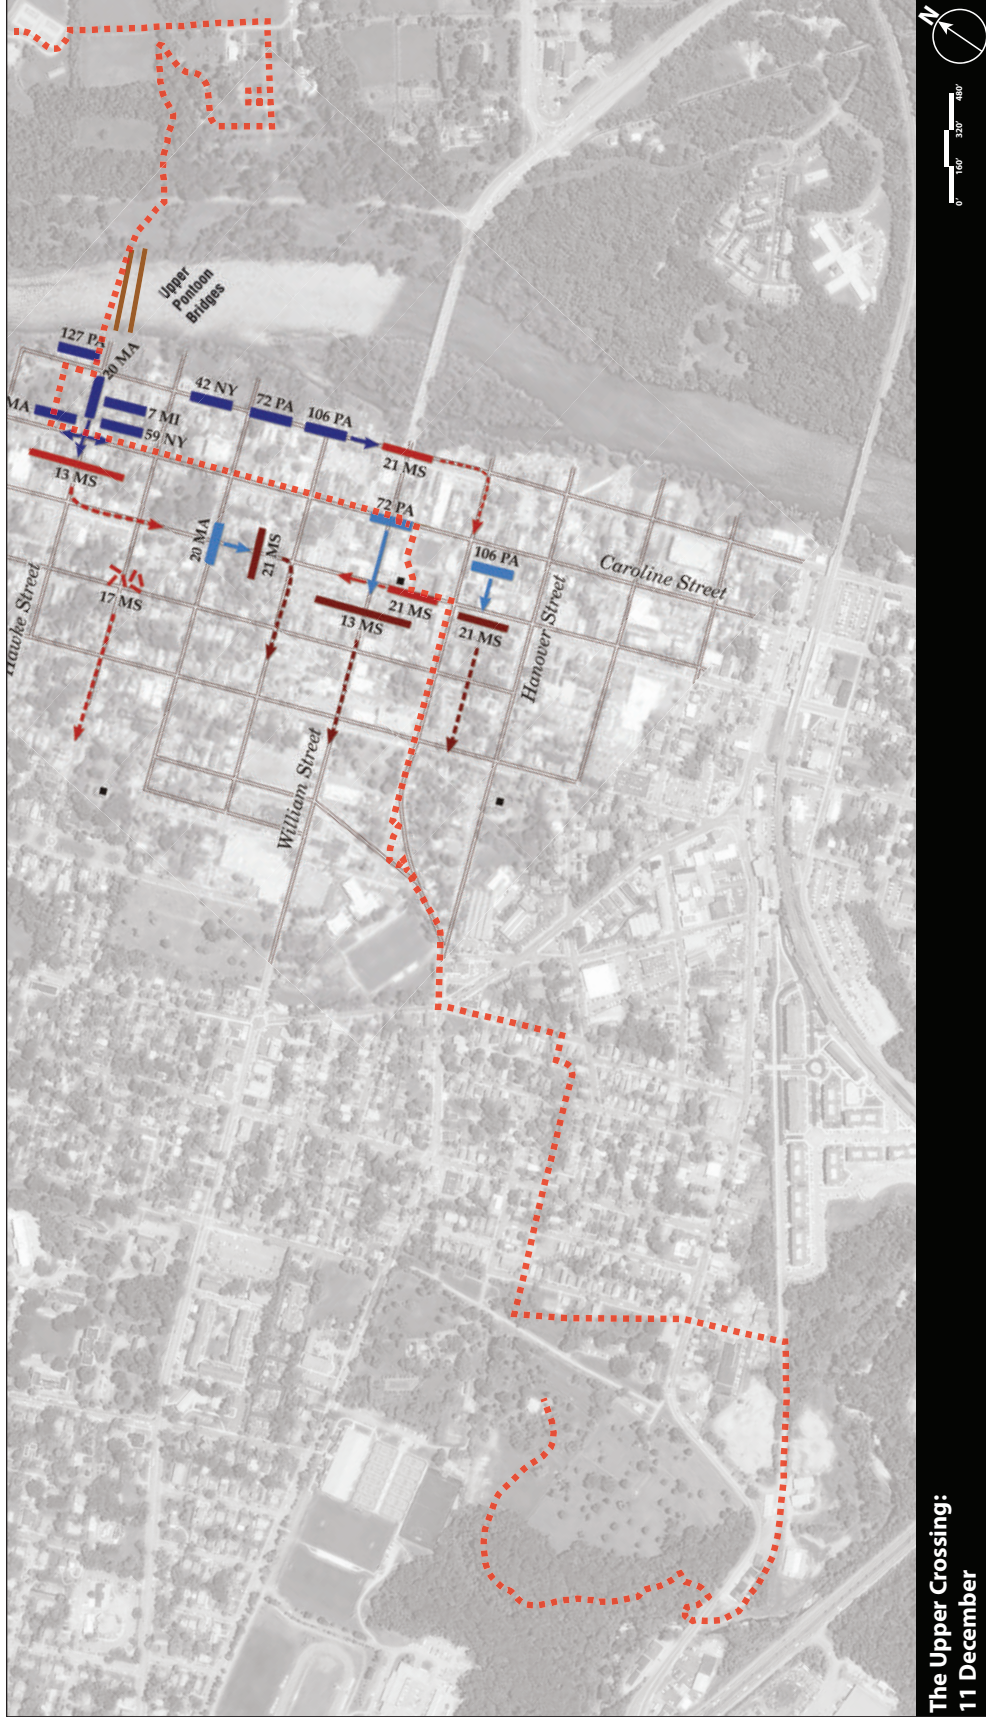 N
0' 160' 320' 480'
Upper
Pontoon
Bridges
127 PA
20 MA
42 NY
72 PA
106 PA
MA
7 MI
59 NY
21 MS
13 MS
72 PA
20 MA
21 MS
106 PA
Caroline Street
17 MS
21 MS
13 MS
21 MS
Hawke Street
Hanover Street
William Street
The Upper Crossing:
11 December